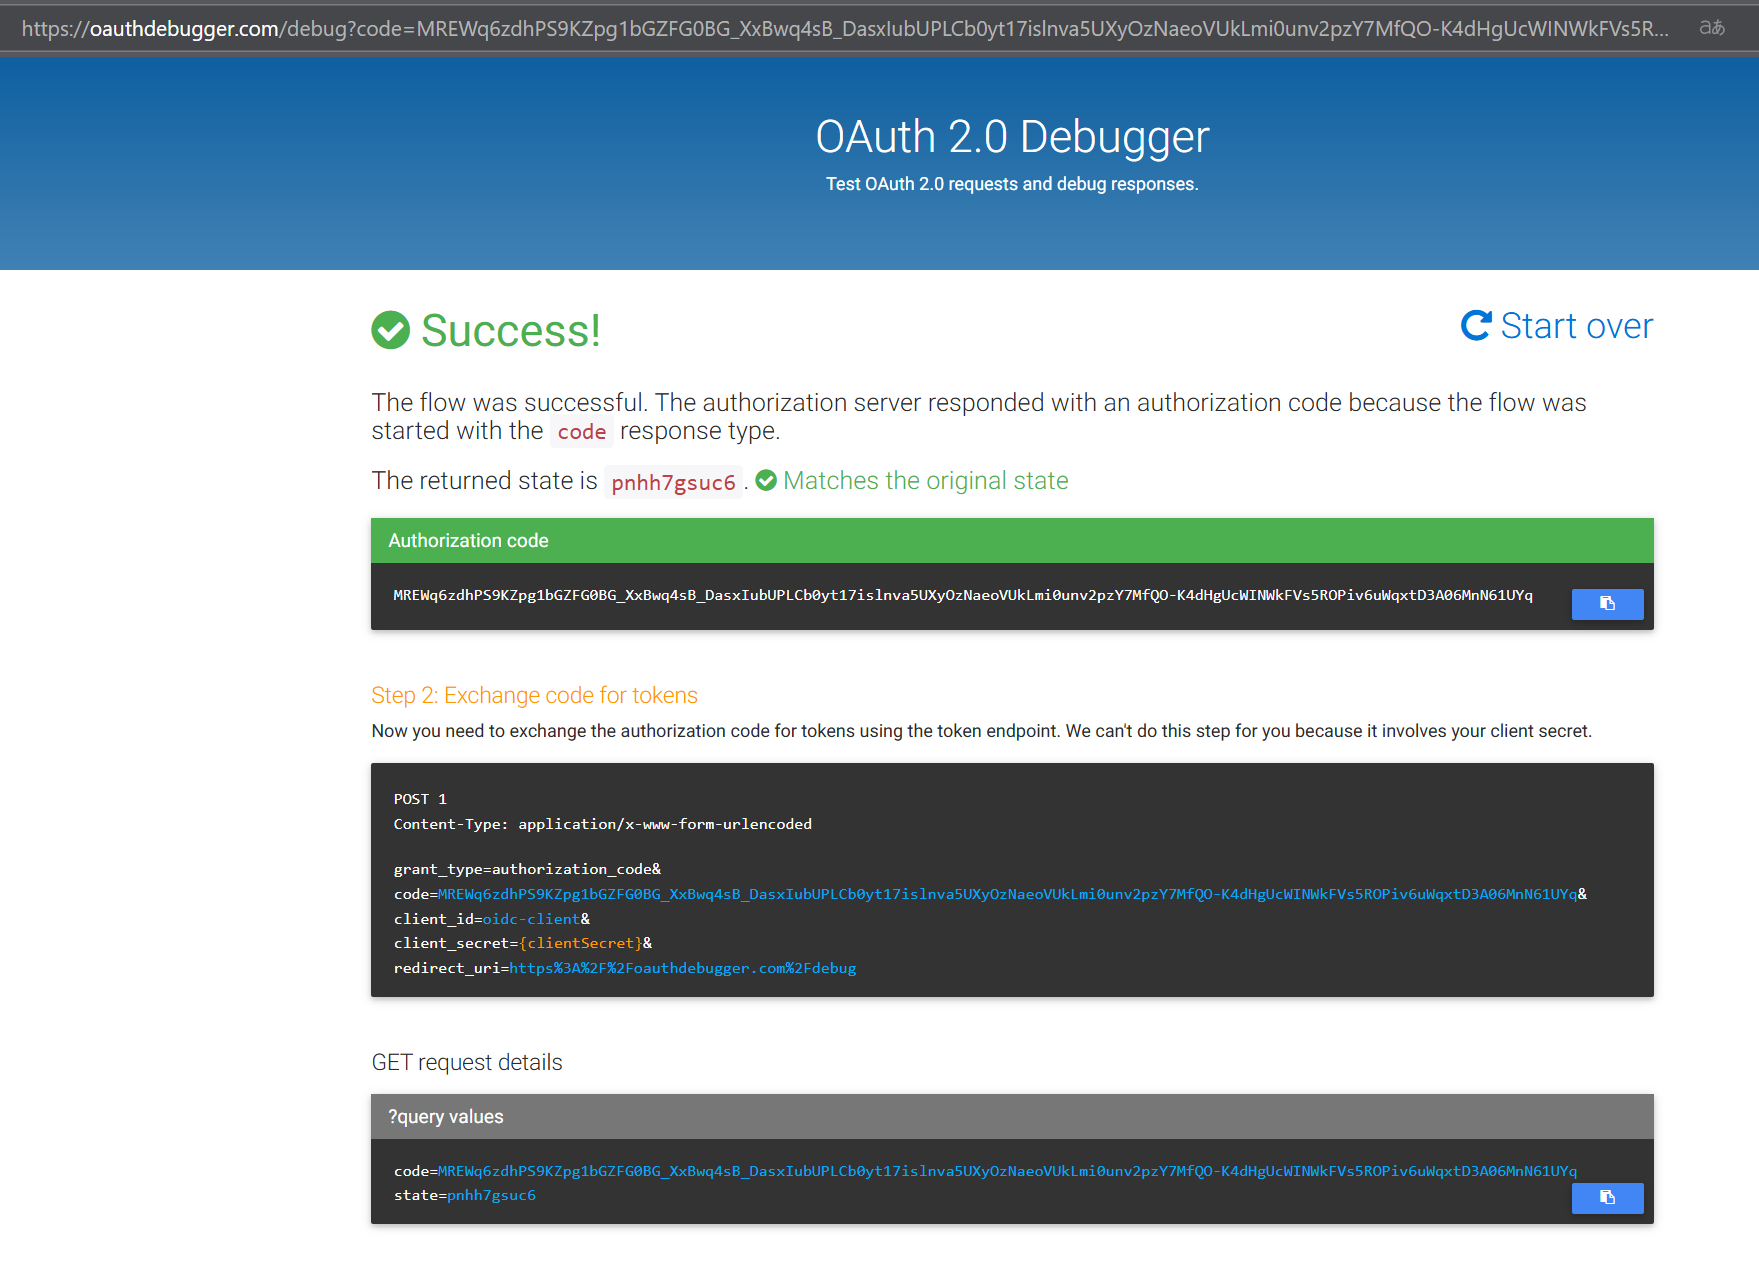 https://oauthdebugger.com/debug?code=MREWq6zdhPS9KZpg1bGZFG0BG_XxBwq4sB_DasxIubUPLCb0yt17islnva5UXyOzNaeoVUkLmi0unv2pzY7MfQO-K4dHgUcWINWkFVs5R... aあ
OAuth 2.0 Debugger
Test OAuth 2.0 requests and debug responses.
Success!
Start over
The flow was successful. The authorization server responded with an authorization code because the flow was
started with the code response type.
The returned state is pnhh7gsuc6 . Matches the original state
Authorization code
MREWq6zdhPS9KZpg1bGZFG0BG_XxBwq4sB_DasxIubUPLCb0yt17islnva5UXyOzNaeoVUkLmi0unv2pzY7MfQO-K4dHgUcWINWkFVs5ROPiv6uWqxtD3A06MnN61UYq
Step 2: Exchange code for tokens
Now you need to exchange the authorization code for tokens using the token endpoint. We can't do this step for you because it involves your client secret.
POST 1
Content-Type: application/x-www-form-urlencoded
grant_type=authorization_code&
code=MREWq6zdhPS9KZpg1bGZFG0BG_XxBwq4sB_DasxIubUPLCb0yt17islnva5UXyOzNaeoVUkLmi0unv2pzY7MfQO-K4dHgUcWINWkFVs5ROPiv6uWqxtD3A06MnN61UYq&
client_id=oidc-client&
client_secret={clientSecret}&
redirect_uri=https%3A%2F%2Foauthdebugger.com%2Fdebug
GET request details
?query values
code=MREWq6zdhPS9KZpg1bGZFG0BG_XxBwq4sB_DasxIubUPLCb0yt17islnva5UXyOzNaeoVUkLmi0unv2pzY7MfQO-K4dHgUcWINWkFVs5ROPiv6uWqxtD3A06MnN61UYq
state=pnhh7gsuc6